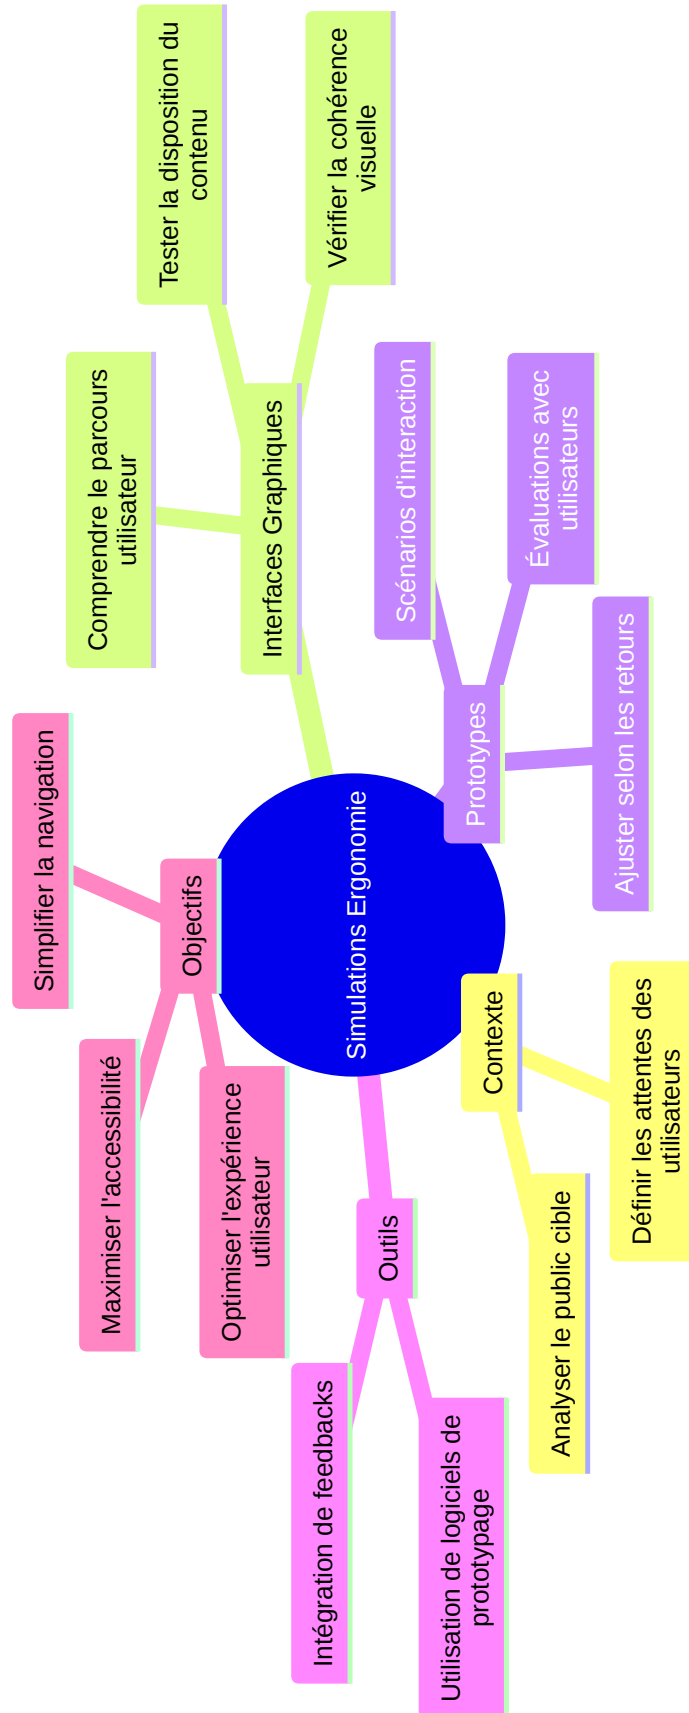 Simulations Ergonomie
Interfaces Graphiques
Comprendre le parcours
utilisateur
Tester la disposition du
contenu
Vérifier la cohérence
visuelle
Prototypes
Scénarios d'interaction
Évaluations avec
utilisateurs
Ajuster selon les retours
Contexte
Définir les attentes des
utilisateurs
Analyser le public cible
Outils
Utilisation de logiciels de
prototypage
Intégration de feedbacks
Objectifs
Optimiser l'expérience
utilisateur
Maximiser l'accessibilité
Simplifier la navigation